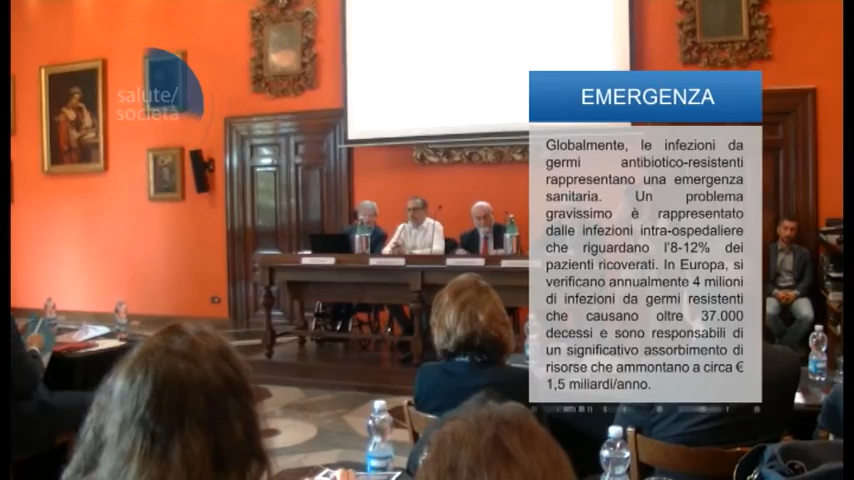 salute/
società
EMERGENZA
Globalmente, le infezioni da
germi antibiotico-resistenti
rappresentano una emergenza
sanitaria. Un problema
gravissimo è rappresentato
dalle infezioni intra-ospedaliere
che riguardano l'8-12% dei
pazienti ricoverati. In Europa, si
verificano annualmente 4 milioni
di infezioni da germi resistenti
che causano oltre 37.000
decessi e sono responsabili di
un significativo assorbimento di
risorse che ammontano a circa €
1,5 miliardi/anno.